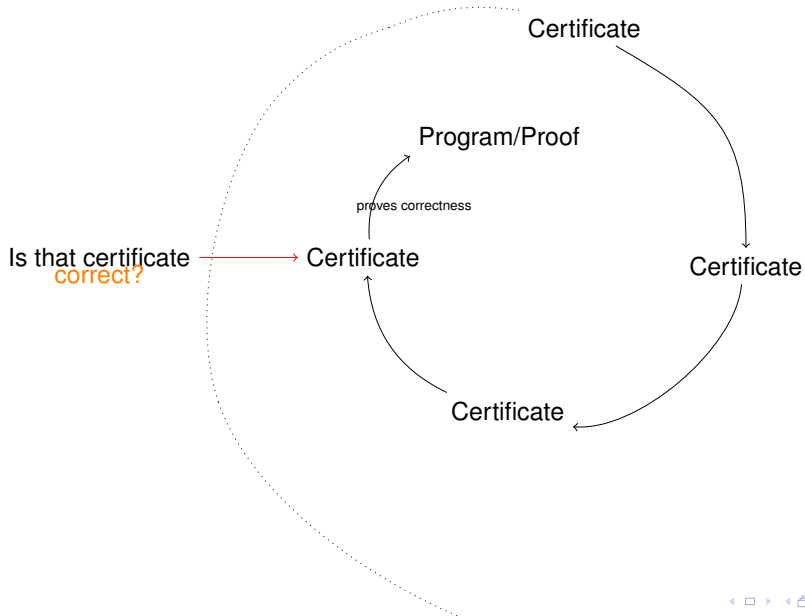 Certificate
Program/Proof
proves correctness
Is that certificate
correct?
Certificate
Certificate
Certificate